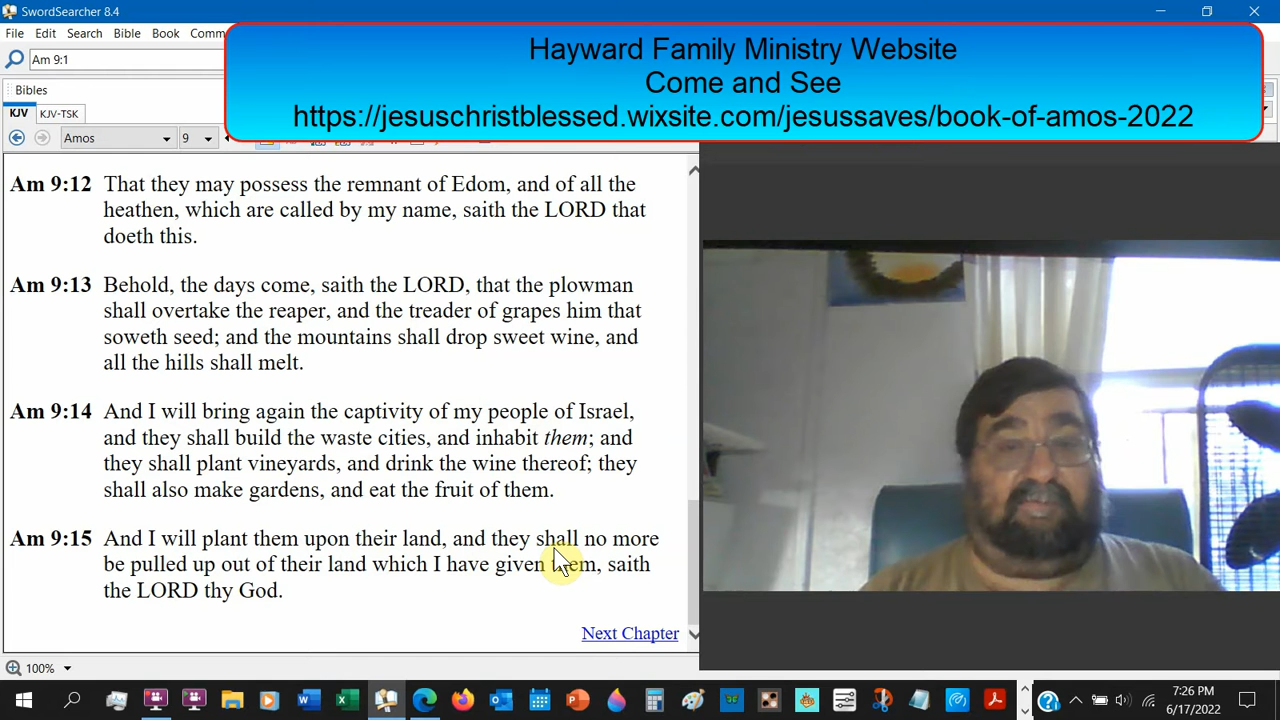 SwordSearcher 8.4
File Edit Search Bible Book Comm
Hayward Family Ministry Website
Come and See
https://jesuschristblessed.wixsite.com/jesussaves/book-of-amos-2022
Am 9:1
Bibles
KJV KJV-TSK
Amos 9
Am 9:12 That they may possess the remnant of Edom, and of all the
heathen, which are called by my name, saith the LORD that
doeth this.
Am 9:13 Behold, the days come, saith the LORD, that the plowman
shall overtake the reaper, and the treader of grapes him that
soweth seed; and the mountains shall drop sweet wine, and
all the hills shall melt.
Am 9:14 And I will bring again the captivity of my people of Israel,
and they shall build the waste cities, and inhabit them; and
they shall plant vineyards, and drink the wine thereof; they
shall also make gardens, and eat the fruit of them.
Am 9:15 And I will plant them upon their land, and they shall no more
be pulled up out of their land which I have given them, saith
the LORD thy God.
Next Chapter
100%
7:26 PM
6/17/2022